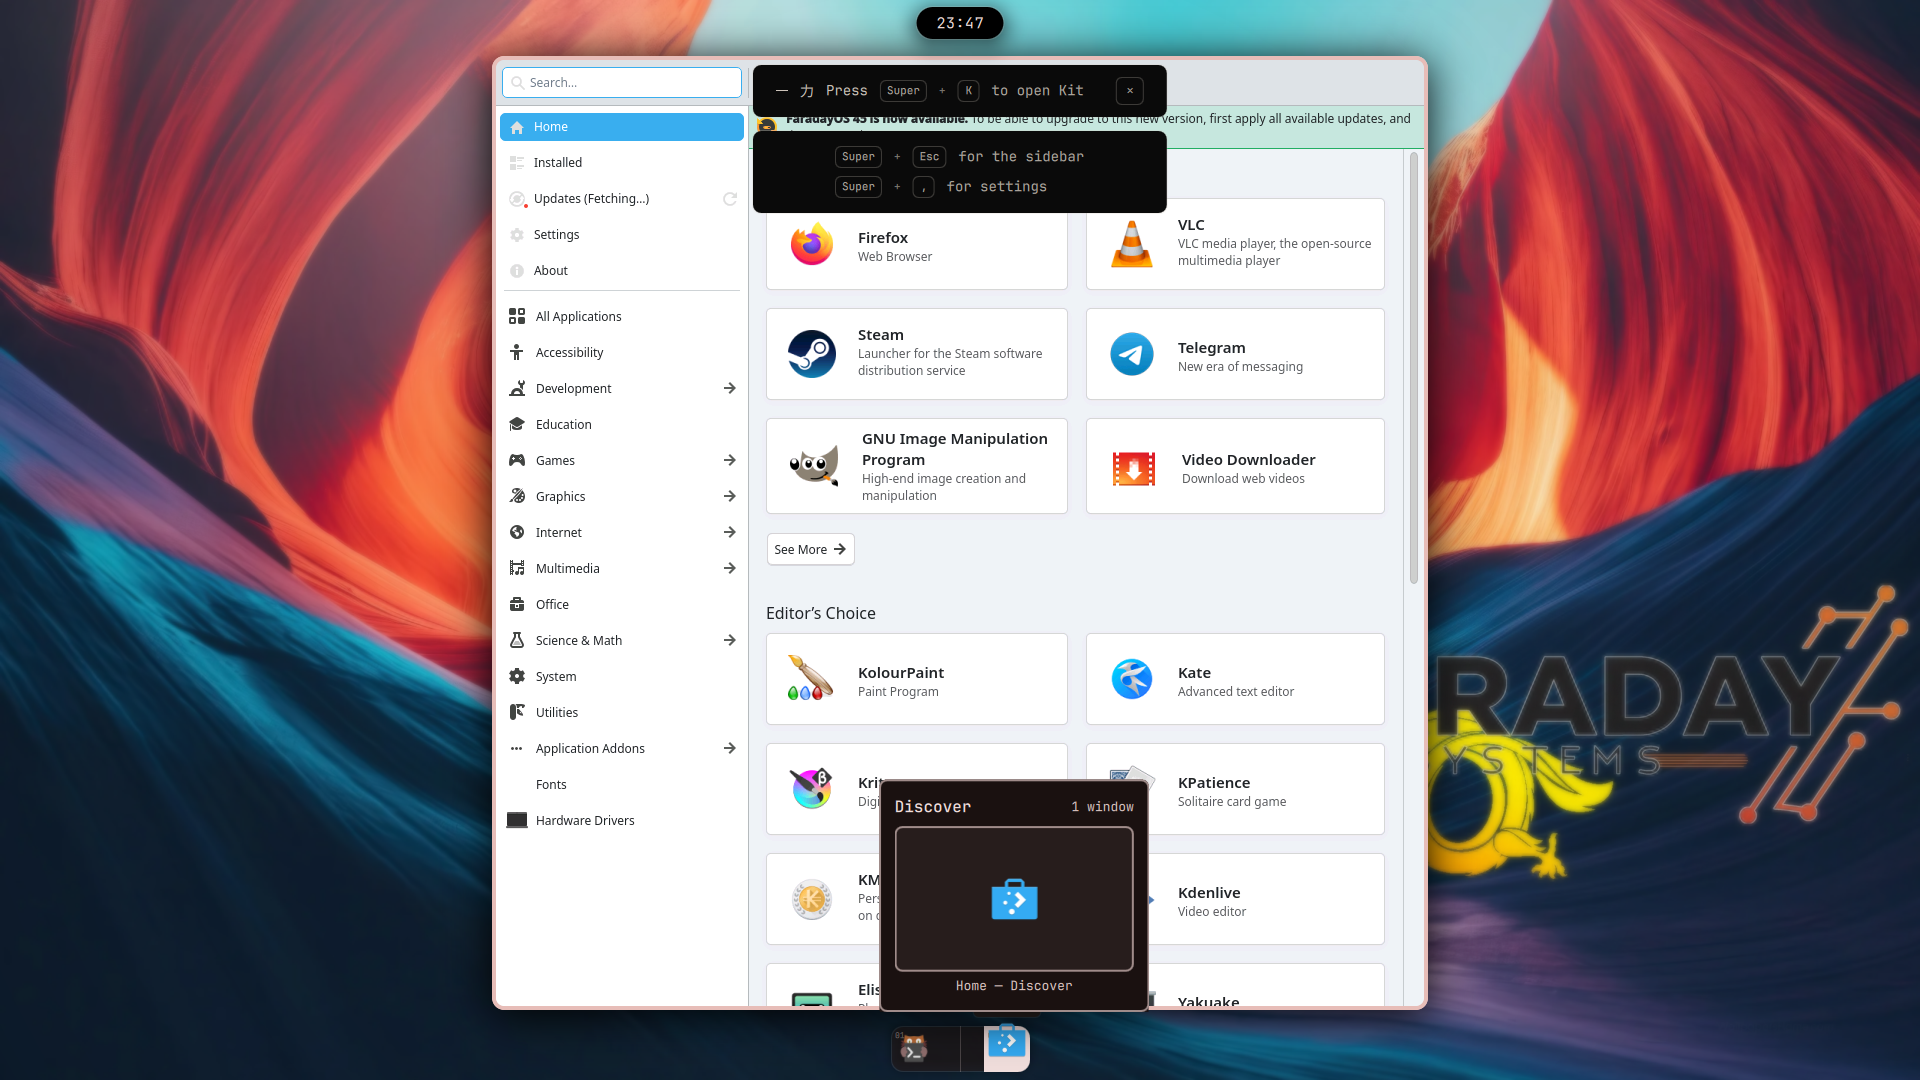 23:47
Search...
一 力 Press Super + K to open Kit ×
FaradayOS 45 is now available. To be able to upgrade to this new version, first apply all available updates, and
Super + Esc for the sidebar
Super + , for settings
Home
Installed
Updates (Fetching...)
Settings
About
All Applications
Accessibility
Development
Education
Games
Graphics
Internet
Multimedia
Office
Science & Math
System
Utilities
Application Addons
Fonts
Hardware Drivers
Firefox
Web Browser
VLC
VLC media player, the open-source
multimedia player
Steam
Launcher for the Steam software
distribution service
Telegram
New era of messaging
GNU Image Manipulation
Program
High-end image creation and
manipulation
Video Downloader
Download web videos
See More
Editor's Choice
KolourPaint
Paint Program
Kate
Advanced text editor
KPatience
Solitaire card game
Kdenlive
Video editor
Yakuake
Discover 1 window
Home — Discover
RADAY
YSTEMS
01